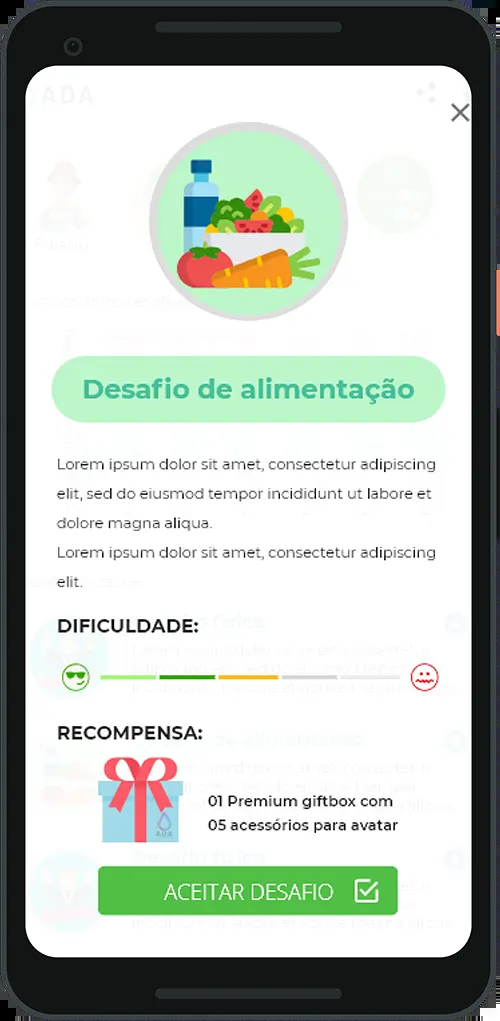 ADA
Desafio de alimentação
Lorem ipsum dolor sit amet, consectetur adipiscing
elit, sed do eiusmod tempor incididunt ut labore et
dolore magna aliqua.
Lorem ipsum dolor sit amet, consectetur adipiscing
elit.
DIFICULDADE:
RECOMPENSA:
ADA
01 Premium giftbox com
05 acessórios para avatar
ACEITAR DESAFIO